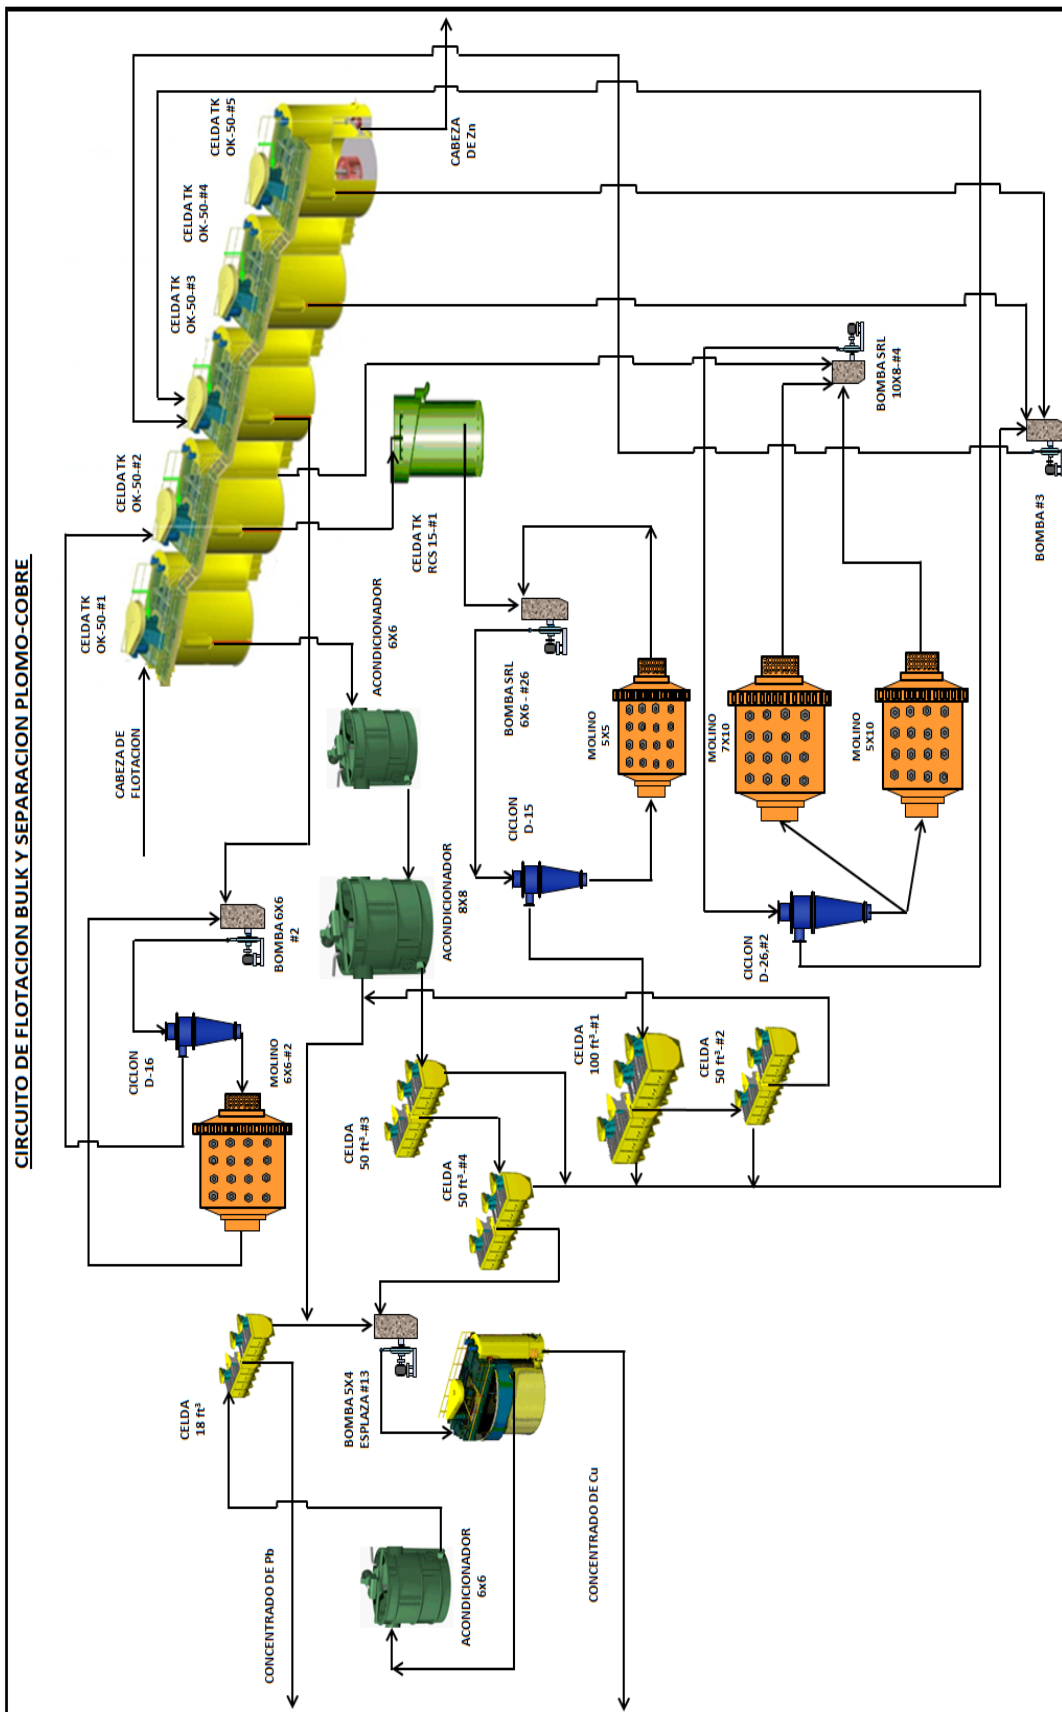 CIRCUITO DE FLOTACION BULK Y SEPARACION PLOMO-COBRE
CABEZA DE
FLOTACION
CELDA TK
OK-50-#1
CELDA TK
OK-50-#2
CELDA TK
OK-50-#3
CELDA TK
OK-50-#4
CELDA TK
OK-50-#5
CABEZA
DE Zn
CICLON
D-16
MOLINO
6X6-#2
BOMBA 6X6
#2
ACONDICIONADOR
6X6
ACONDICIONADOR
8X8
CELDA TK
RCS 15-#1
CELDA
18 ft³
CELDA
50 ft³-#3
CELDA
50 ft³-#4
BOMBA 5X4
ESPLAZA #13
ACONDICIONADOR
6x6
CONCENTRADO DE Pb
CONCENTRADO DE Cu
CICLON
D-15
BOMBA SRL
6X6 - #26
MOLINO
5X5
CELDA
100 ft³-#1
CELDA
50 ft³-#2
CICLON
D-26,#2
MOLINO
7X10
MOLINO
5X10
BOMBA SRL
10X8-#4
BOMBA #3